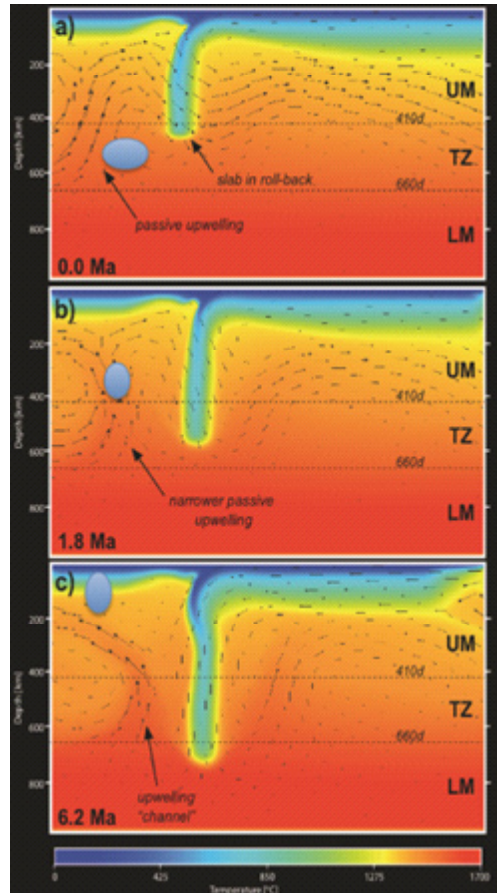 a)
200
UM
410d
400
Depth [km]
TZ
600
slab in roll-back
660d
passive upwelling
800
LM
0.0 Ma
b)
200
UM
410d
400
Depth [km]
TZ
600
660d
narrower passive
upwelling
800
LM
1.8 Ma
c)
200
UM
410d
400
Depth [km]
TZ
600
660d
upwelling
"channel"
800
LM
6.2 Ma
0 425 850 1275 1700
Temperature [°C]